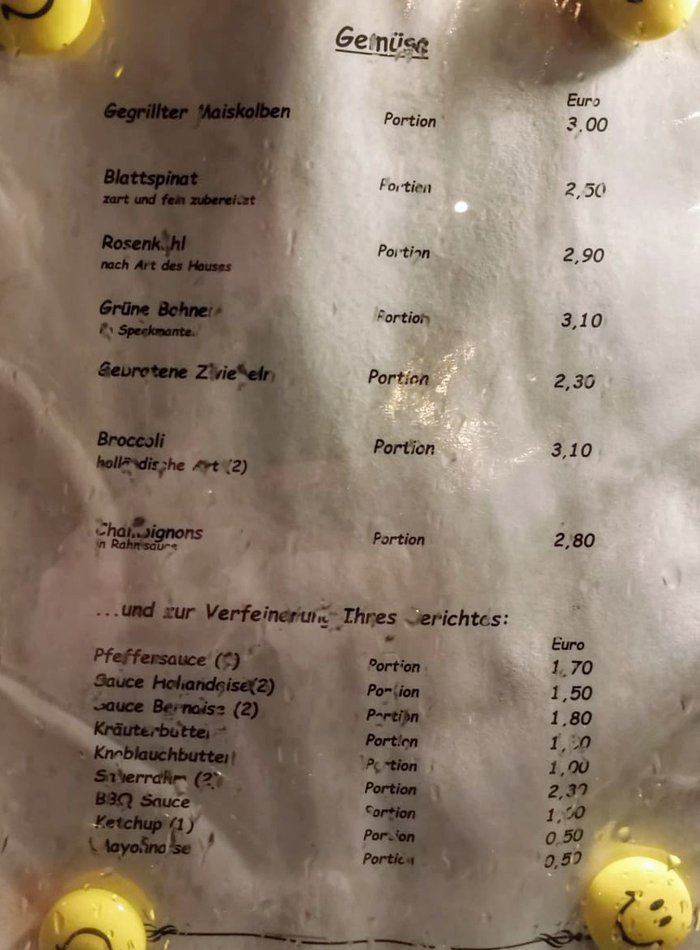 Gemüse
Euro
Gegrillter Maiskolben Portion 3,00
Blattspinat Portion 2,50
zart und fein zubereitet
Rosenkohl Portion 2,90
nach Art des Hauses
Grüne Bohnen Portion 3,10
Speckmantel
Gebratene Zwiebeln Portion 2,30
Broccoli Portion 3,10
holländische Art (2)
Champignons Portion 2,80
in Rahmsauce
...und zur Verfeinerung Ihres Gerichtes:
Euro
Pfeffersauce Portion 1,70
Sauce Hollandaise(2) Portion 1,50
Sauce Bernaise (2) Portion 1,80
Kräuterbutter Portion
Knoblauchbutter Portion 1,00
Sauerrahm (2) Portion 2,30
BBQ Sauce Portion
Ketchup (1) Portion 0,50
Mayonnaise Portion 0,50